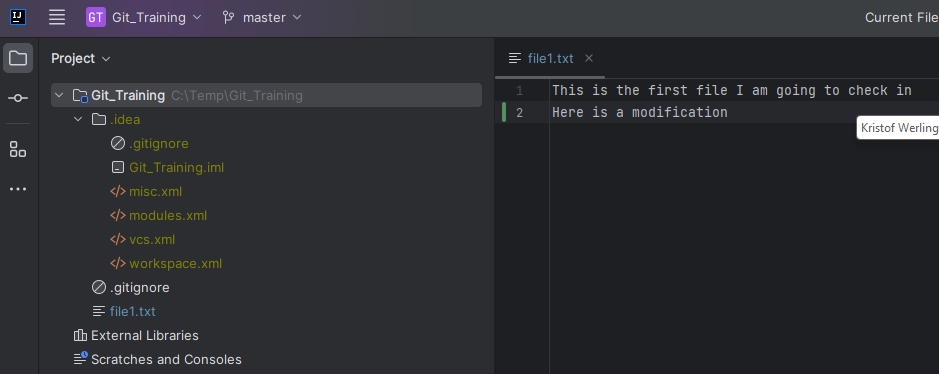 IJ GT Git_Training master Current File
Project
file1.txt
Git_Training C:\Temp\Git_Training
.idea
.gitignore
Git_Training.iml
misc.xml
modules.xml
vcs.xml
workspace.xml
.gitignore
file1.txt
External Libraries
Scratches and Consoles
1 This is the first file I am going to check in
2 Here is a modification
Kristof Werling